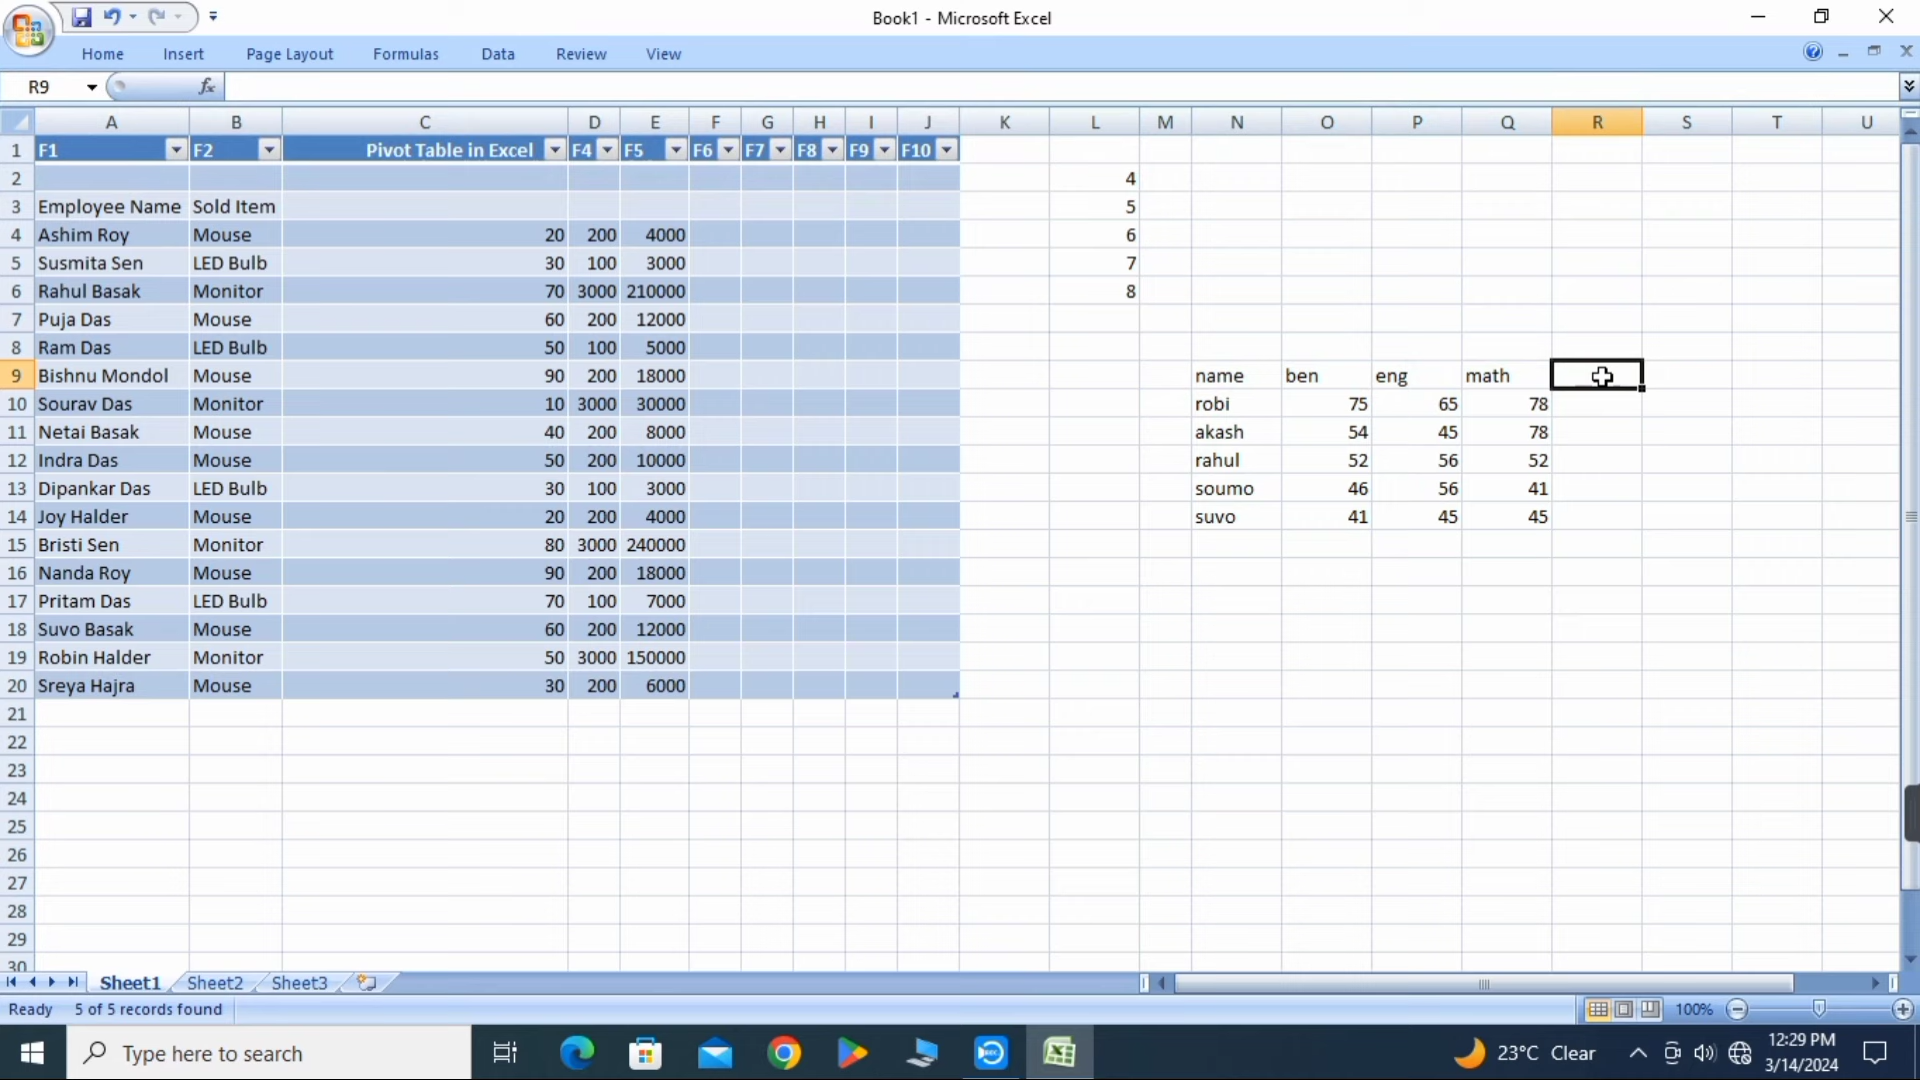 Book1 - Microsoft Excel
Home Insert Page Layout Formulas Data Review View
R9 fx
A B C D E F G H I J K L M N O P Q R S T U
1 F1 F2 Pivot Table in Excel F4 F5 F6 F7 F8 F9 F10
2 4
3 Employee Name Sold Item 5
4 Ashim Roy Mouse 20 200 4000 6
5 Susmita Sen LED Bulb 30 100 3000 7
6 Rahul Basak Monitor 70 3000 210000 8
7 Puja Das Mouse 60 200 12000
8 Ram Das LED Bulb 50 100 5000
9 Bishnu Mondol Mouse 90 200 18000 name ben eng math
10 Sourav Das Monitor 10 3000 30000 robi 75 65 78
11 Netai Basak Mouse 40 200 8000 akash 54 45 78
12 Indra Das Mouse 50 200 10000 rahul 52 56 52
13 Dipankar Das LED Bulb 30 100 3000 soumo 46 56 41
14 Joy Halder Mouse 20 200 4000 suvo 41 45 45
15 Bristi Sen Monitor 80 3000 240000
16 Nanda Roy Mouse 90 200 18000
17 Pritam Das LED Bulb 70 100 7000
18 Suvo Basak Mouse 60 200 12000
19 Robin Halder Monitor 50 3000 150000
20 Sreya Hajra Mouse 30 200 6000
21
22
23
24
25
26
27
28
29
30
Sheet1 Sheet2 Sheet3
Ready 5 of 5 records found 100%
Type here to search 23°C Clear 12:29 PM
3/14/2024